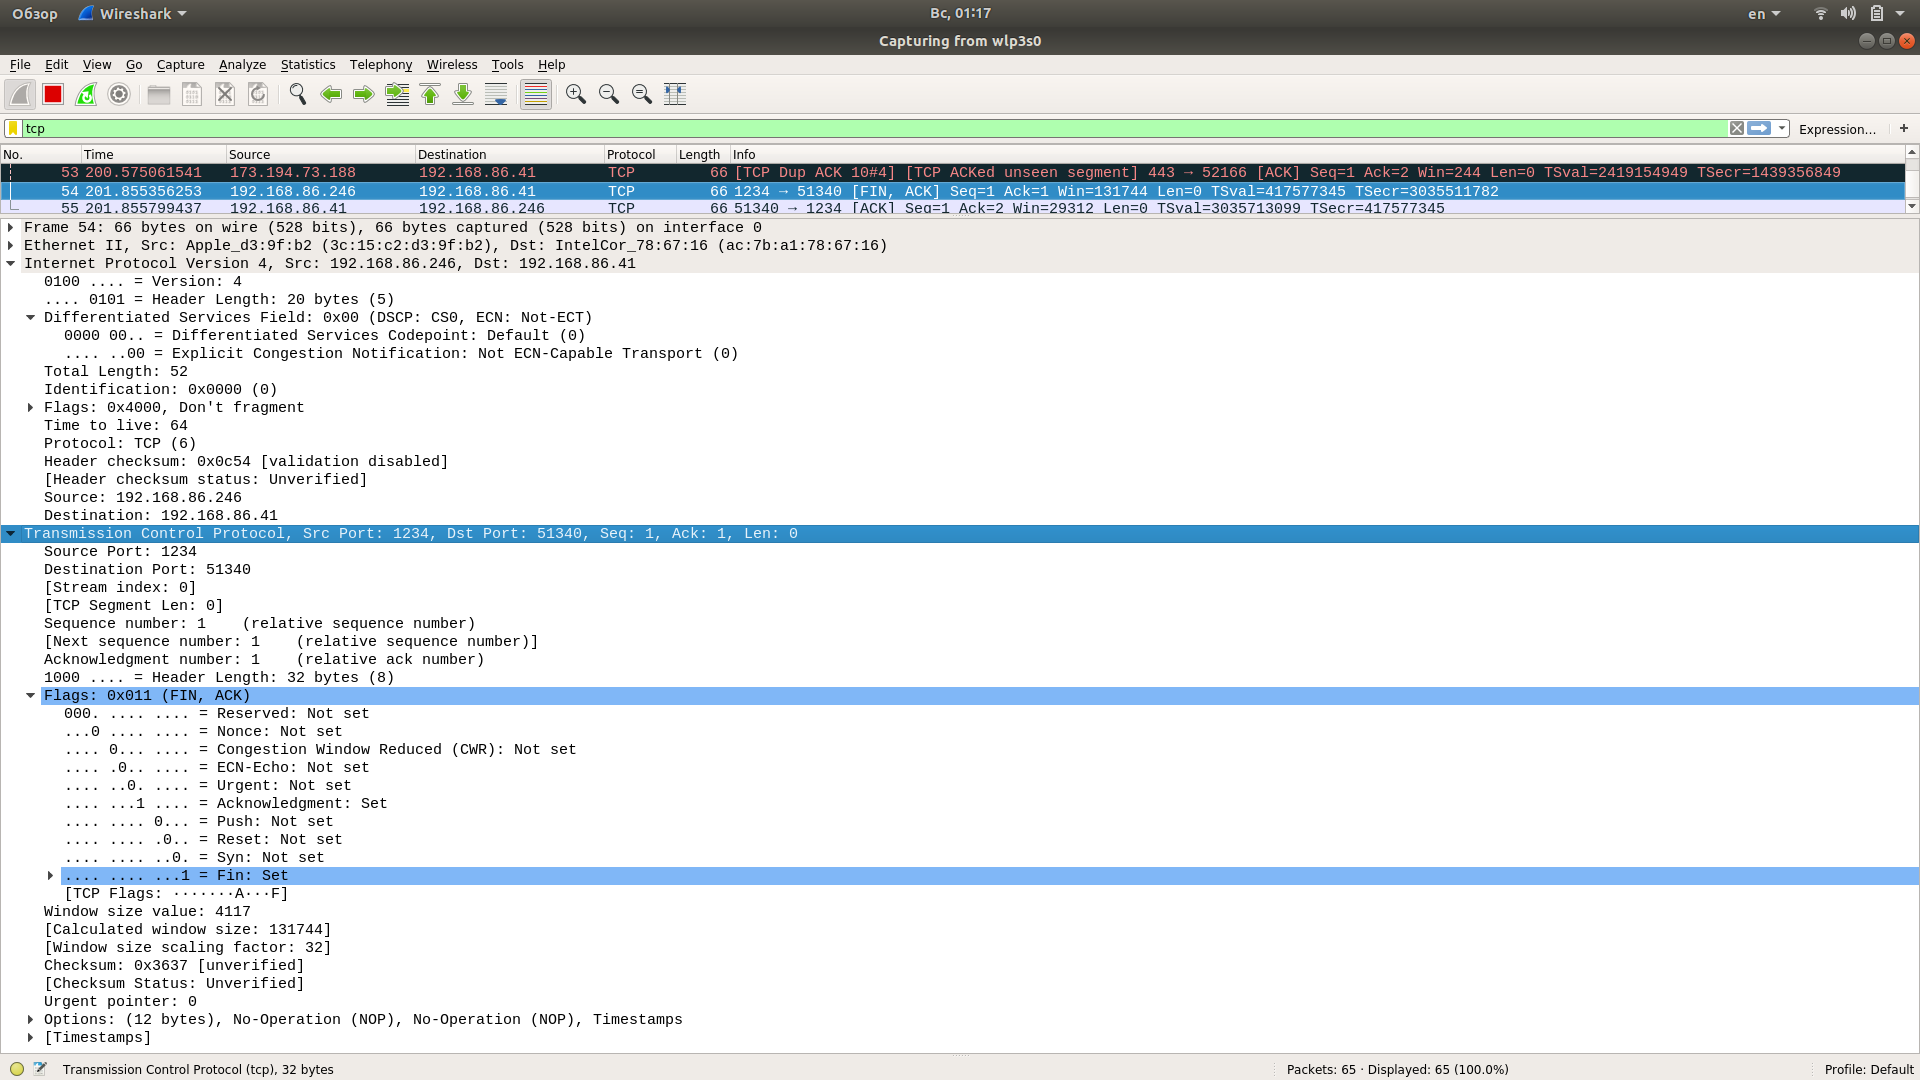 Обзор Wireshark Вс, 01:17 en
Capturing from wlp3s0
File Edit View Go Capture Analyze Statistics Telephony Wireless Tools Help
tcp Expression… +
No. Time Source Destination Protocol Length Info
53 200.575061541 173.194.73.188 192.168.86.41 TCP 66 [TCP Dup ACK 10#4] [TCP ACKed unseen segment] 443 → 52166 [ACK] Seq=1 Ack=2 Win=244 Len=0 TSval=2419154949 TSecr=1439356849
54 201.855356253 192.168.86.246 192.168.86.41 TCP 66 1234 → 51340 [FIN, ACK] Seq=1 Ack=1 Win=131744 Len=0 TSval=417577345 TSecr=3035511782
55 201.855799437 192.168.86.41 192.168.86.246 TCP 66 51340 → 1234 [ACK] Seq=1 Ack=2 Win=29312 Len=0 TSval=3035713099 TSecr=417577345
Frame 54: 66 bytes on wire (528 bits), 66 bytes captured (528 bits) on interface 0
Ethernet II, Src: Apple_d3:9f:b2 (3c:15:c2:d3:9f:b2), Dst: IntelCor_78:67:16 (ac:7b:a1:78:67:16)
Internet Protocol Version 4, Src: 192.168.86.246, Dst: 192.168.86.41
0100 .... = Version: 4
.... 0101 = Header Length: 20 bytes (5)
Differentiated Services Field: 0x00 (DSCP: CS0, ECN: Not-ECT)
0000 00.. = Differentiated Services Codepoint: Default (0)
.... ..00 = Explicit Congestion Notification: Not ECN-Capable Transport (0)
Total Length: 52
Identification: 0x0000 (0)
Flags: 0x4000, Don't fragment
Time to live: 64
Protocol: TCP (6)
Header checksum: 0x0c54 [validation disabled]
[Header checksum status: Unverified]
Source: 192.168.86.246
Destination: 192.168.86.41
Transmission Control Protocol, Src Port: 1234, Dst Port: 51340, Seq: 1, Ack: 1, Len: 0
Source Port: 1234
Destination Port: 51340
[Stream index: 0]
[TCP Segment Len: 0]
Sequence number: 1 (relative sequence number)
[Next sequence number: 1 (relative sequence number)]
Acknowledgment number: 1 (relative ack number)
1000 .... = Header Length: 32 bytes (8)
Flags: 0x011 (FIN, ACK)
000. .... .... = Reserved: Not set
...0 .... .... = Nonce: Not set
.... 0... .... = Congestion Window Reduced (CWR): Not set
.... .0.. .... = ECN-Echo: Not set
.... ..0. .... = Urgent: Not set
.... ...1 .... = Acknowledgment: Set
.... .... 0... = Push: Not set
.... .... .0.. = Reset: Not set
.... .... ..0. = Syn: Not set
.... .... ...1 = Fin: Set
[TCP Flags: ·······A···F]
Window size value: 4117
[Calculated window size: 131744]
[Window size scaling factor: 32]
Checksum: 0x3637 [unverified]
[Checksum Status: Unverified]
Urgent pointer: 0
Options: (12 bytes), No-Operation (NOP), No-Operation (NOP), Timestamps
[Timestamps]
Transmission Control Protocol (tcp), 32 bytes Packets: 65 · Displayed: 65 (100.0%) Profile: Default